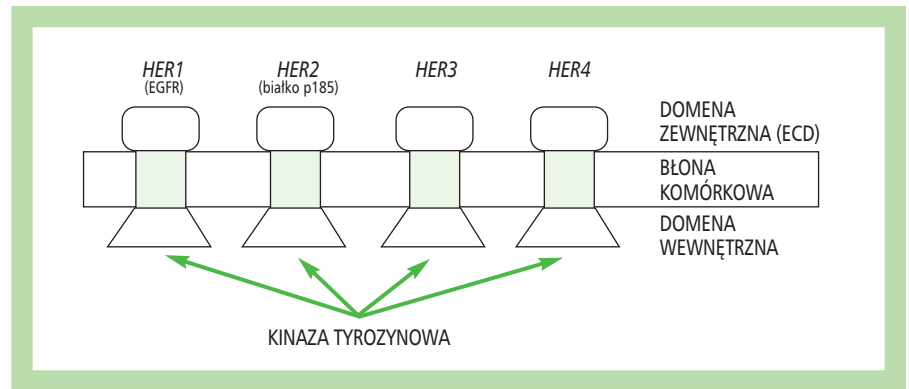 HER1
(EGFR)
HER2
(białko p185)
HER3
HER4
DOMENA
ZEWNĘTRZNA (ECD)
BŁONA
KOMÓRKOWA
DOMENA
WEWNĘTRZNA
KINAZA TYROZYNOWA